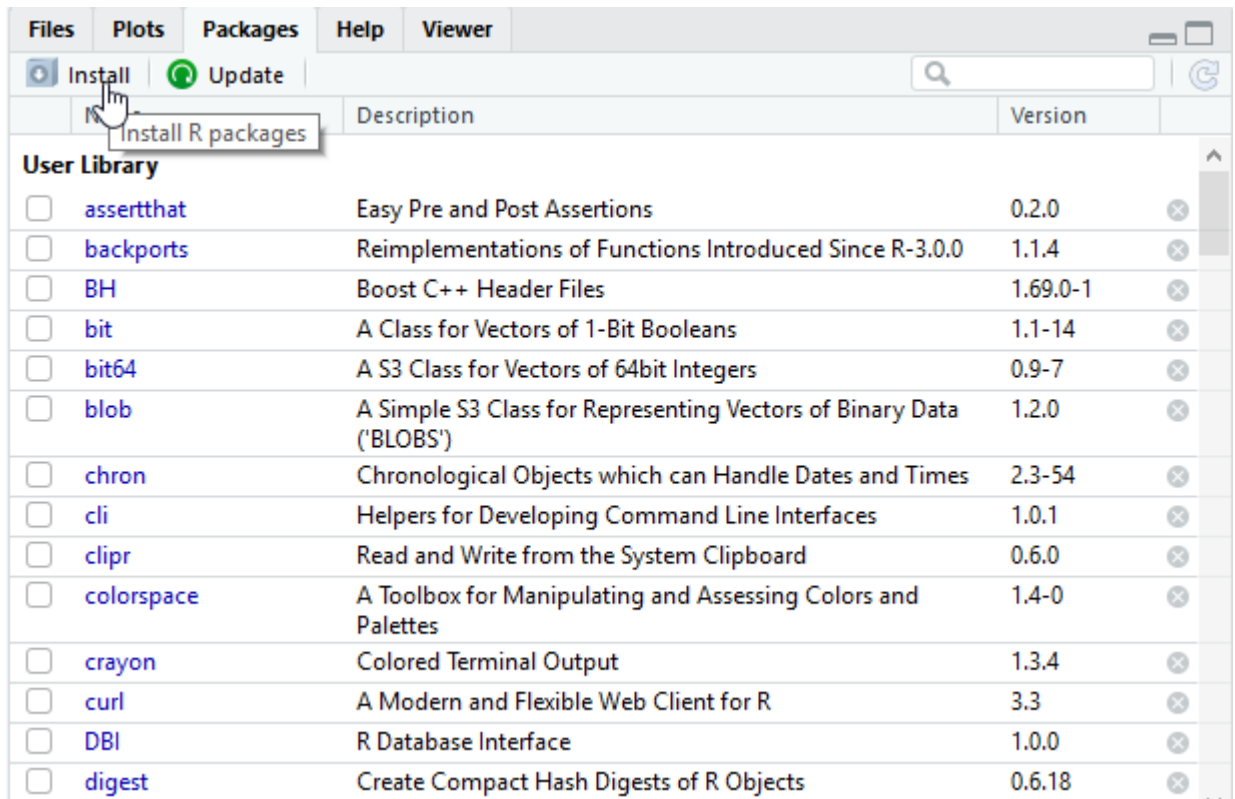 Files Plots Packages Help Viewer
Install Update
Description Version
Install R packages
User Library
assertthat Easy Pre and Post Assertions 0.2.0
backports Reimplementations of Functions Introduced Since R-3.0.0 1.1.4
BH Boost C++ Header Files 1.69.0-1
bit A Class for Vectors of 1-Bit Booleans 1.1-14
bit64 A S3 Class for Vectors of 64bit Integers 0.9-7
blob A Simple S3 Class for Representing Vectors of Binary Data 1.2.0
('BLOBS')
chron Chronological Objects which can Handle Dates and Times 2.3-54
cli Helpers for Developing Command Line Interfaces 1.0.1
clipr Read and Write from the System Clipboard 0.6.0
colorspace A Toolbox for Manipulating and Assessing Colors and 1.4-0
Palettes
crayon Colored Terminal Output 1.3.4
curl A Modern and Flexible Web Client for R 3.3
DBI R Database Interface 1.0.0
digest Create Compact Hash Digests of R Objects 0.6.18